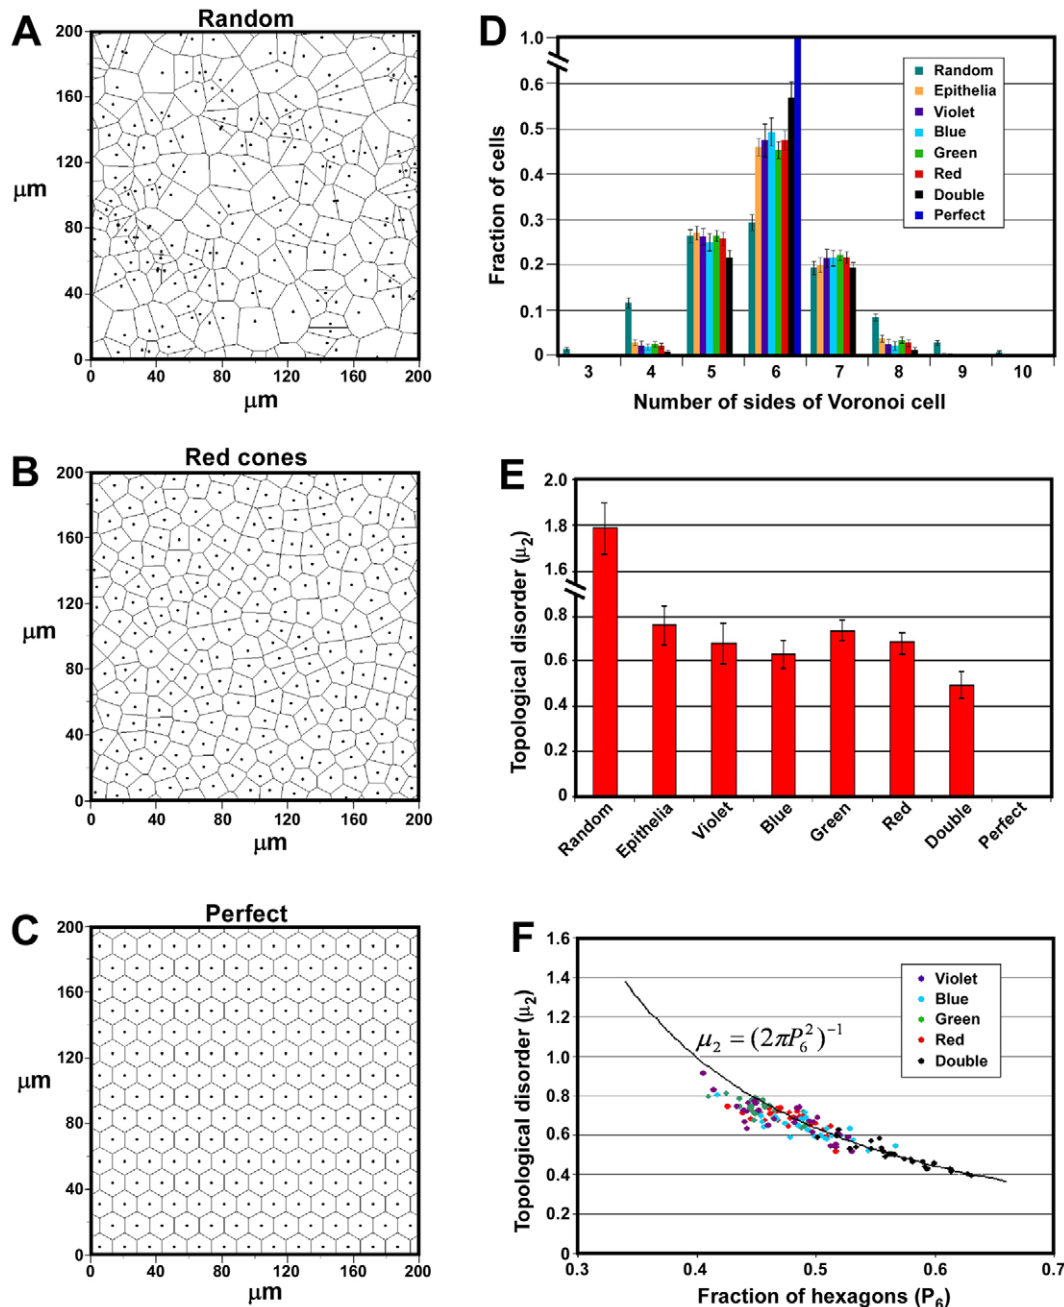 A
Random
200
160
120
80
40
0
μm
0 40 80 120 160 200
μm
B
Red cones
200
160
120
80
40
0
μm
0 40 80 120 160 200
μm
C
Perfect
200
160
120
80
40
0
μm
0 40 80 120 160 200
μm
D
1.0
0.6
0.5
0.4
0.3
0.2
0.1
0
Fraction of cells
Random
Epithelia
Violet
Blue
Green
Red
Double
Perfect
3 4 5 6 7 8 9 10
Number of sides of Voronoi cell
E
2.0
1.8
1.6
0.8
0.6
0.4
0.2
0
Topological disorder (μ₂)
Random Epithelia Violet Blue Green Red Double Perfect
F
1.6
1.4
1.2
1.0
0.8
0.6
0.4
0.2
0
Topological disorder (μ₂)
μ₂ = (2πP₆²)⁻¹
Violet
Blue
Green
Red
Double
0.3 0.4 0.5 0.6 0.7
Fraction of hexagons (P₆)